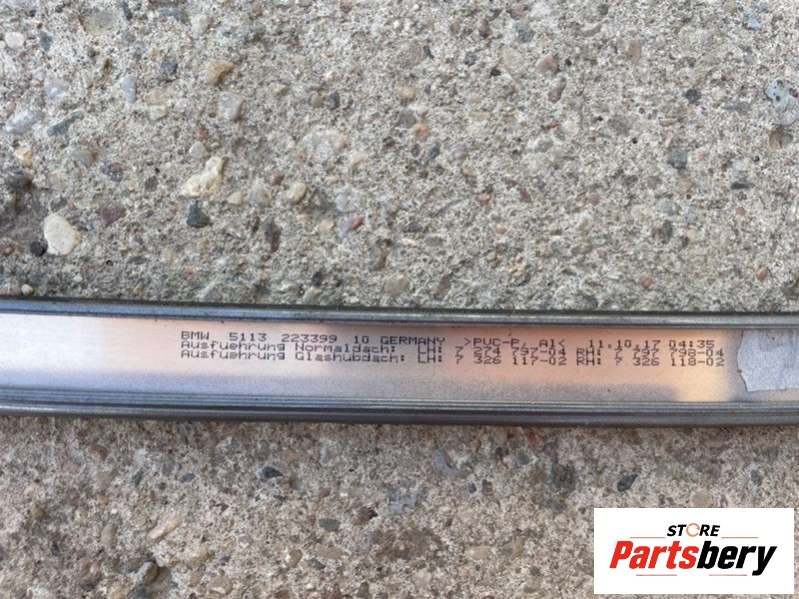 BMW 5113 223399 10 GERMANY >PVC-P, Al< 11.10.17 04:35
Ausfuehrung Normaldach: LH: 7 274 797-04 RH: 7 797 798-04
Ausfuehrung Glashubdach: LH: 7 326 117-02 RH: 7 326 118-02
STORE
Partsbery